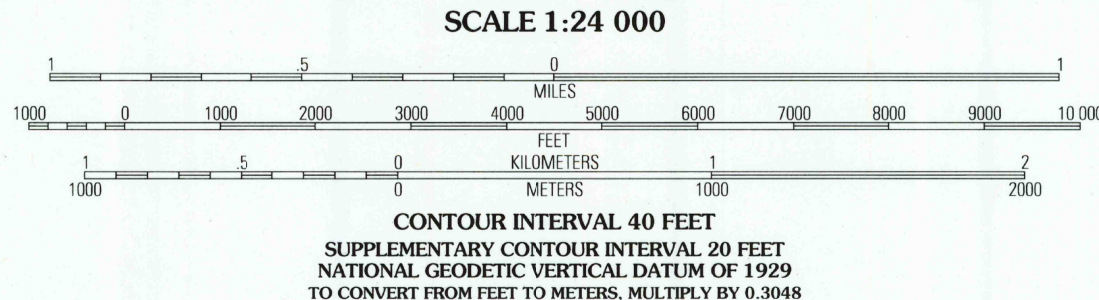 SCALE 1:24 000
1 .5 0 1
MILES
1000 0 1000 2000 3000 4000 5000 6000 7000 8000 9000 10 000
FEET
1 .5 0 KILOMETERS 1 2
1000 0 METERS 1000 2000
CONTOUR INTERVAL 40 FEET
SUPPLEMENTARY CONTOUR INTERVAL 20 FEET
NATIONAL GEODETIC VERTICAL DATUM OF 1929
TO CONVERT FROM FEET TO METERS, MULTIPLY BY 0.3048